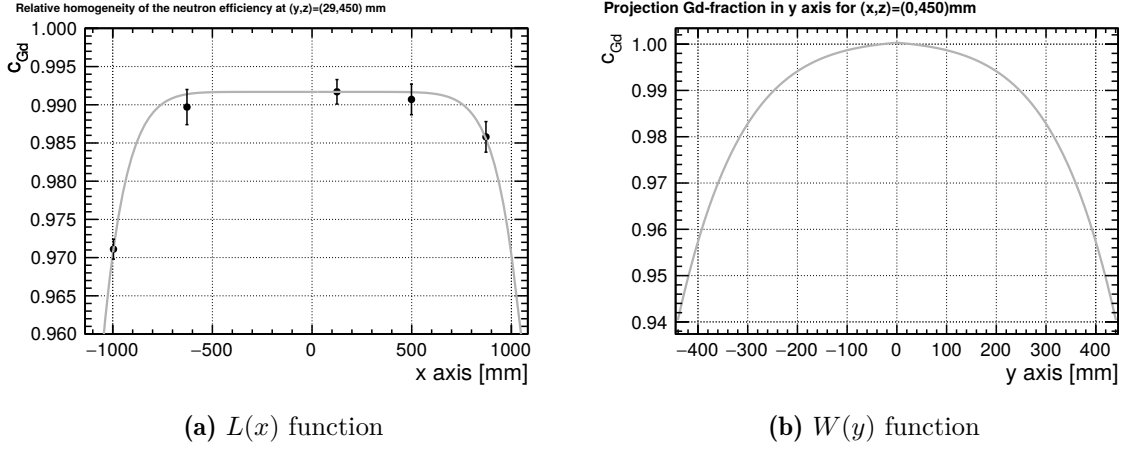 Relative homogeneity of the neutron efficiency at (y,z)=(29,450) mm
c_Gd
1.000
0.995
0.990
0.985
0.980
0.975
0.970
0.965
0.960
−1000 −500 0 500 1000
x axis [mm]
(a) L(x) function
Projection Gd-fraction in y axis for (x,z)=(0,450)mm
c_Gd
1.00
0.99
0.98
0.97
0.96
0.95
0.94
−400 −300 −200 −100 0 100 200 300 400
y axis [mm]
(b) W(y) function